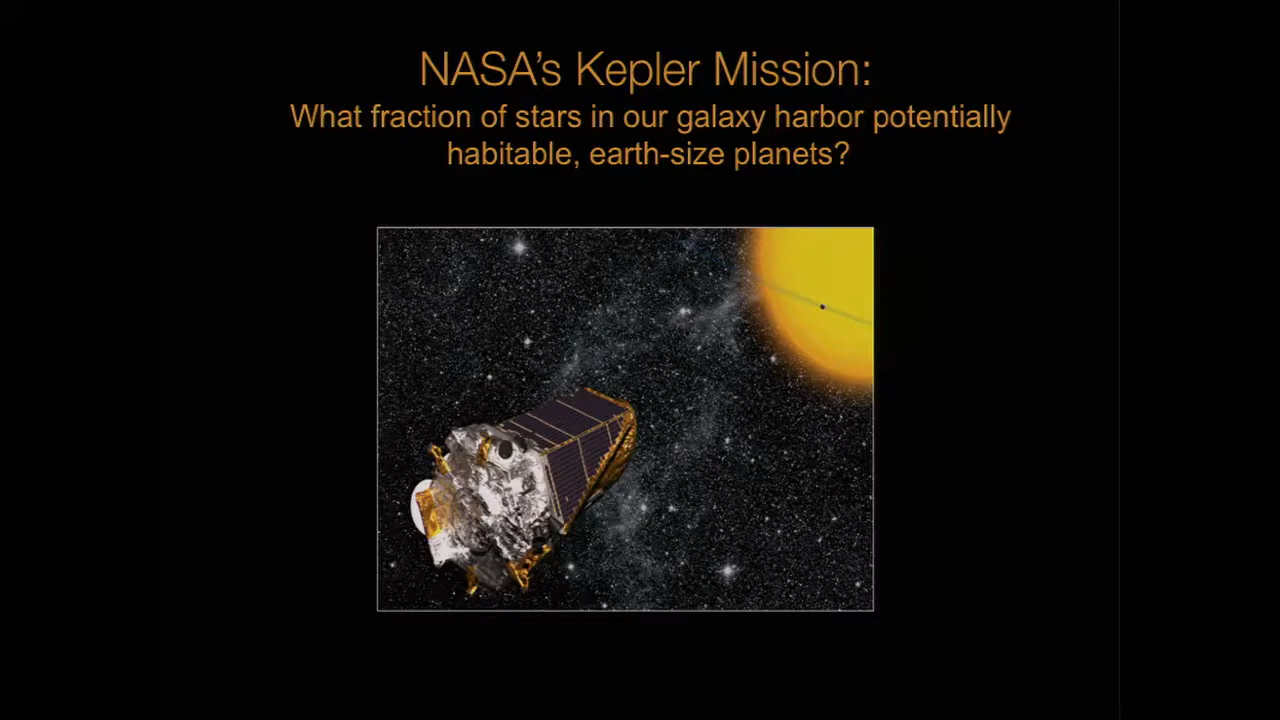 NASA's Kepler Mission:
What fraction of stars in our galaxy harbor potentially
habitable, earth-size planets?